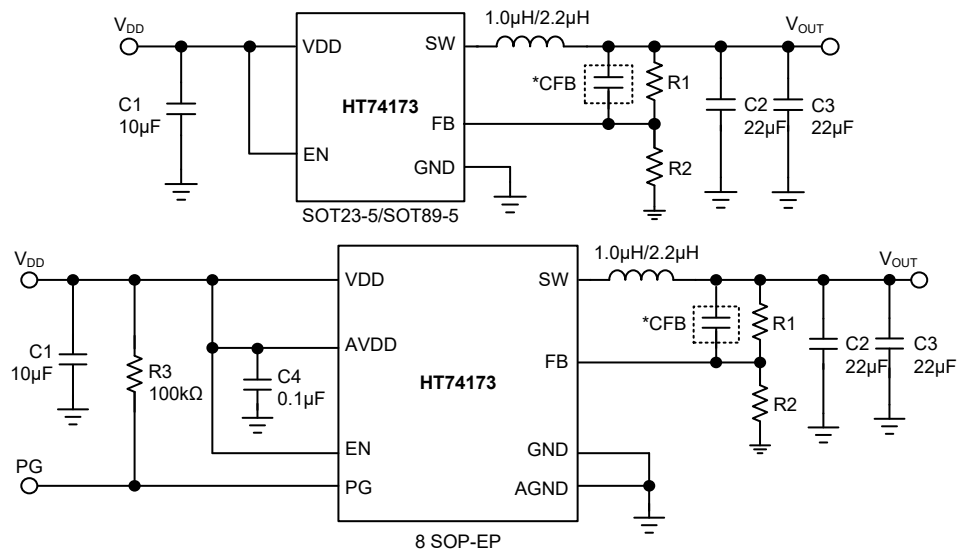 1.0µH/2.2µH
VDD
VOUT
VDD
SW
*CFB
R1
C1
10µF
HT74173
C2
22µF
C3
22µF
FB
EN
R2
GND
SOT23-5/SOT89-5
VDD
1.0µH/2.2µH
VOUT
VDD
SW
*CFB
R1
C1
10µF
AVDD
C2
22µF
C3
22µF
R3
100kΩ
C4
0.1µF
HT74173
FB
R2
EN
GND
PG
PG
AGND
8 SOP-EP